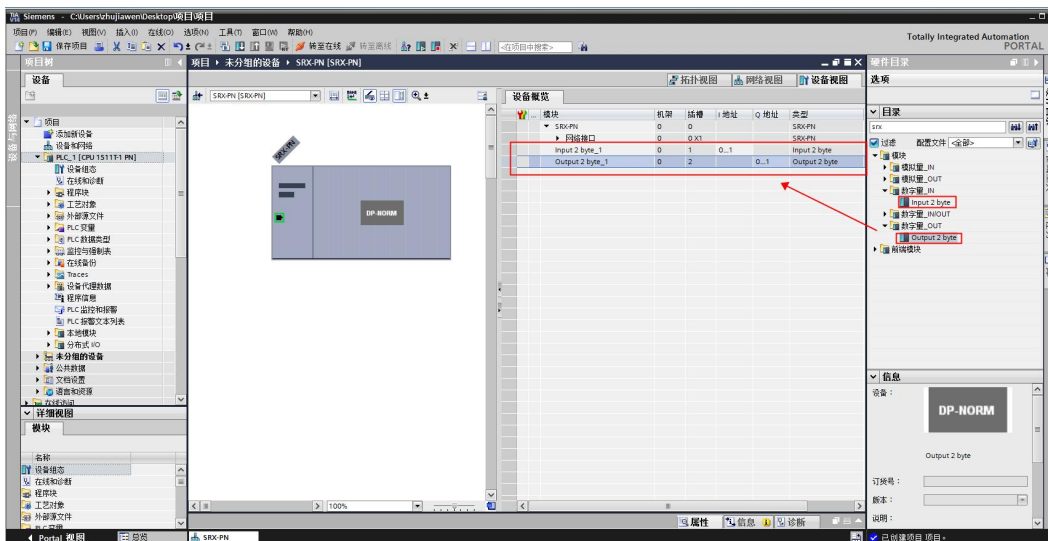 Siemens - C:\Users\zhujiawen\Desktop\项目\项目
项目(P) 编辑(E) 视图(V) 插入(I) 在线(O) 选项(N) 工具(T) 窗口(W) 帮助(H)
Totally Integrated Automation
PORTAL
保存项目 转至在线 转至离线 <在项目中搜索>
项目树
项目 ▸ 未分组的设备 ▸ SRX-PN [SRX-PN]
硬件目录
设备
拓扑视图 网络视图 设备视图
选项
SRX-PN [SRX-PN]
设备概览
模块 机架 插槽 I 地址 Q 地址 类型
SRX-PN 0 0 SRX-PN
网络接口 0 0 X1 SRX-PN
Input 2 byte_1 0 1 0...1 Input 2 byte
Output 2 byte_1 0 2 0...1 Output 2 byte
目录
srx
过滤 配置文件 <全部>
模块
模拟量_IN
模拟量_OUT
数字量_IN
Input 2 byte
数字量_IN/OUT
数字量_OUT
Output 2 byte
前端模块
项目
添加新设备
设备和网络
PLC_1 [CPU 1511T-1 PN]
设备组态
在线和诊断
程序块
工艺对象
外部源文件
PLC 变量
PLC 数据类型
监控与强制表
在线备份
Traces
设备代理数据
程序信息
PLC 监控和报警
PLC 报警文本列表
本地模块
分布式 I/O
未分组的设备
公共数据
文档设置
语言和资源
在线访问
SRX-PN
DP-NORM
详细视图
模块
名称
设备组态
在线和诊断
程序块
工艺对象
外部源文件
PLC 变量
100%
属性 信息 诊断
信息
设备：
DP-NORM
Output 2 byte
订货号：
版本：
说明：
Portal 视图 总览 SRX-PN 已创建项目 项目。